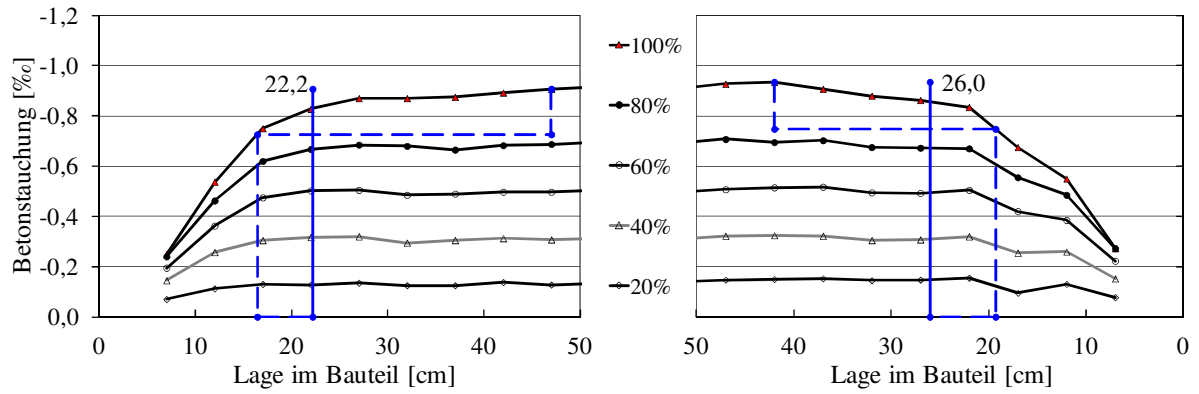 -1,2
-1,0
-0,8
-0,6
-0,4
-0,2
0,0
Betonstauchung [‰]
22,2
0 10 20 30 40 50
Lage im Bauteil [cm]
100%
80%
60%
40%
20%
26,0
50 40 30 20 10 0
Lage im Bauteil [cm]